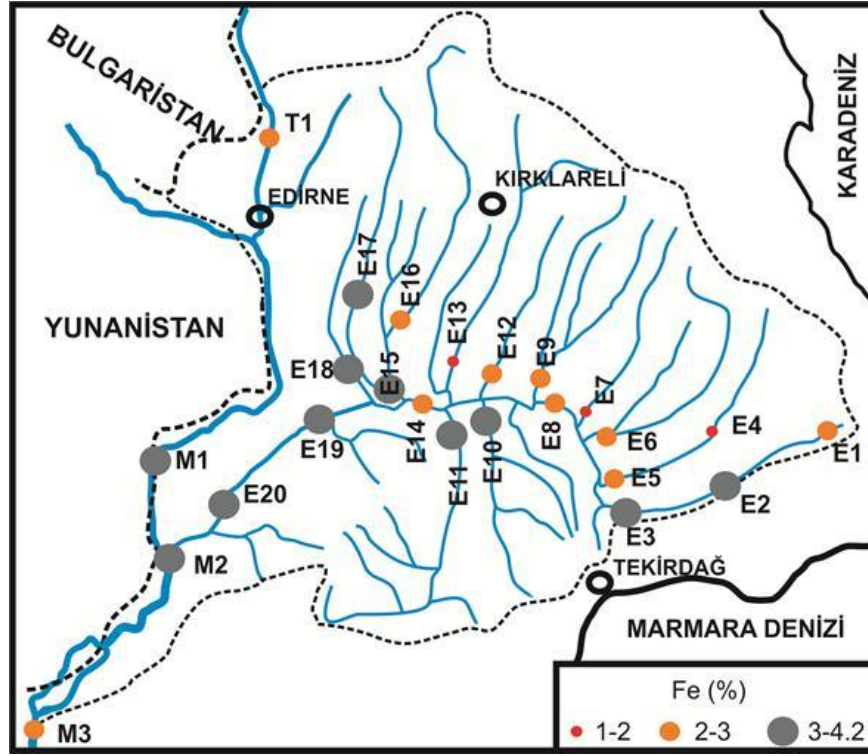 BULGARİSTAN
KARADENİZ
T1
KIRKLARELİ
EDİRNE
E17
E16
YUNANİSTAN
E13
E12
E9
E18
E15
E7
E14
E8
E4
E1
E19
E6
M1
E11
E10
E5
E2
E20
E3
M2
TEKİRDAĞ
MARMARA DENİZİ
M3
Fe (%)
1-2 2-3 3-4.2